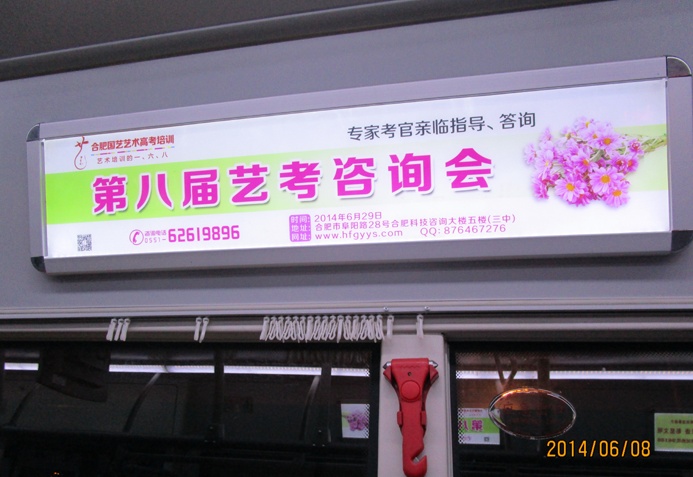 合肥国艺艺术高考培训
艺术培训的一、六、八
专家考官亲临指导、答询
第八届艺考咨询会
咨询电话
0551-62619896
时间: 2014年6月29日
地址: 合肥市阜阳路28号合肥科技咨询大楼五楼(三中)
网址: www.hfgyys.com QQ: 876467276
2014/06/08